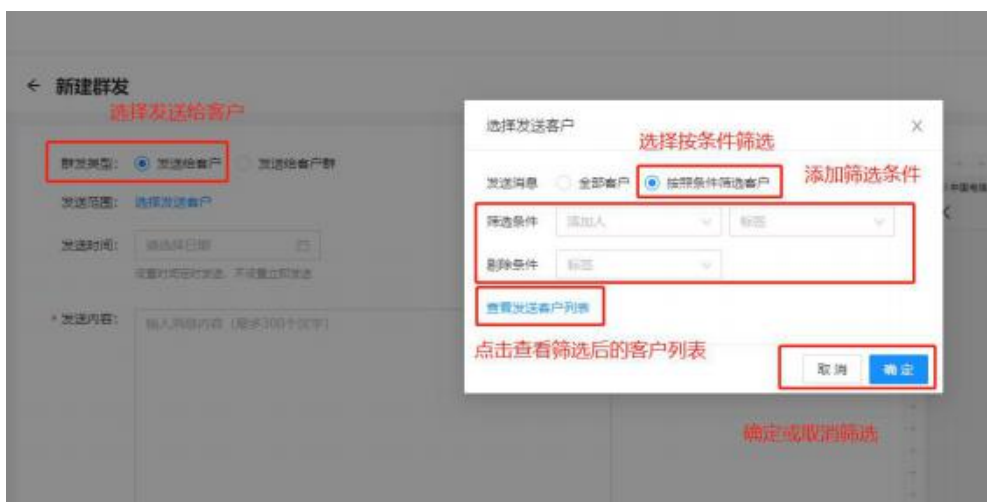 ← 新建群发
选择发送给客户
群发类型: 发送给客户 发送给客户群
发送范围: 选择发送客户
发送时间: 请选择日期
设置时间定时发送，不设置立即发送
* 发送内容: 输入消息内容（最多300个汉字）
选择发送客户
选择按条件筛选
发送消息 全部客户 按照条件筛选客户
添加筛选条件
筛选条件 添加人 标签
剔除条件 标签
查看发送客户列表
点击查看筛选后的客户列表
取消 确定
确定或取消筛选